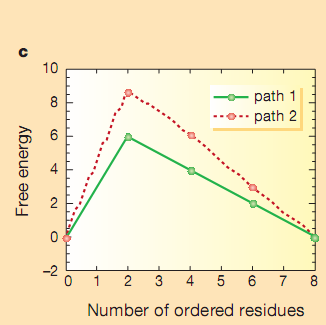 c
10
8
6
4
2
0
–2
Free energy
path 1
path 2
0 1 2 3 4 5 6 7 8
Number of ordered residues